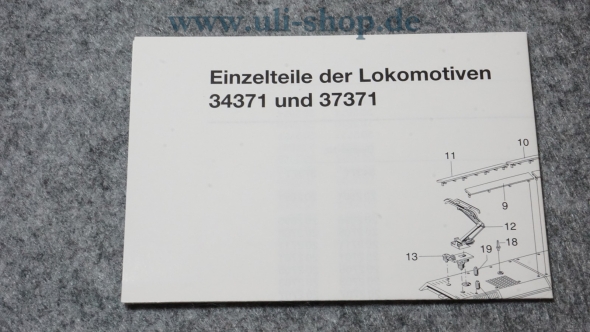 www.uli-shop.de
Einzelteile der Lokomotiven
34371 und 37371
10
11
9
12
18
19
13